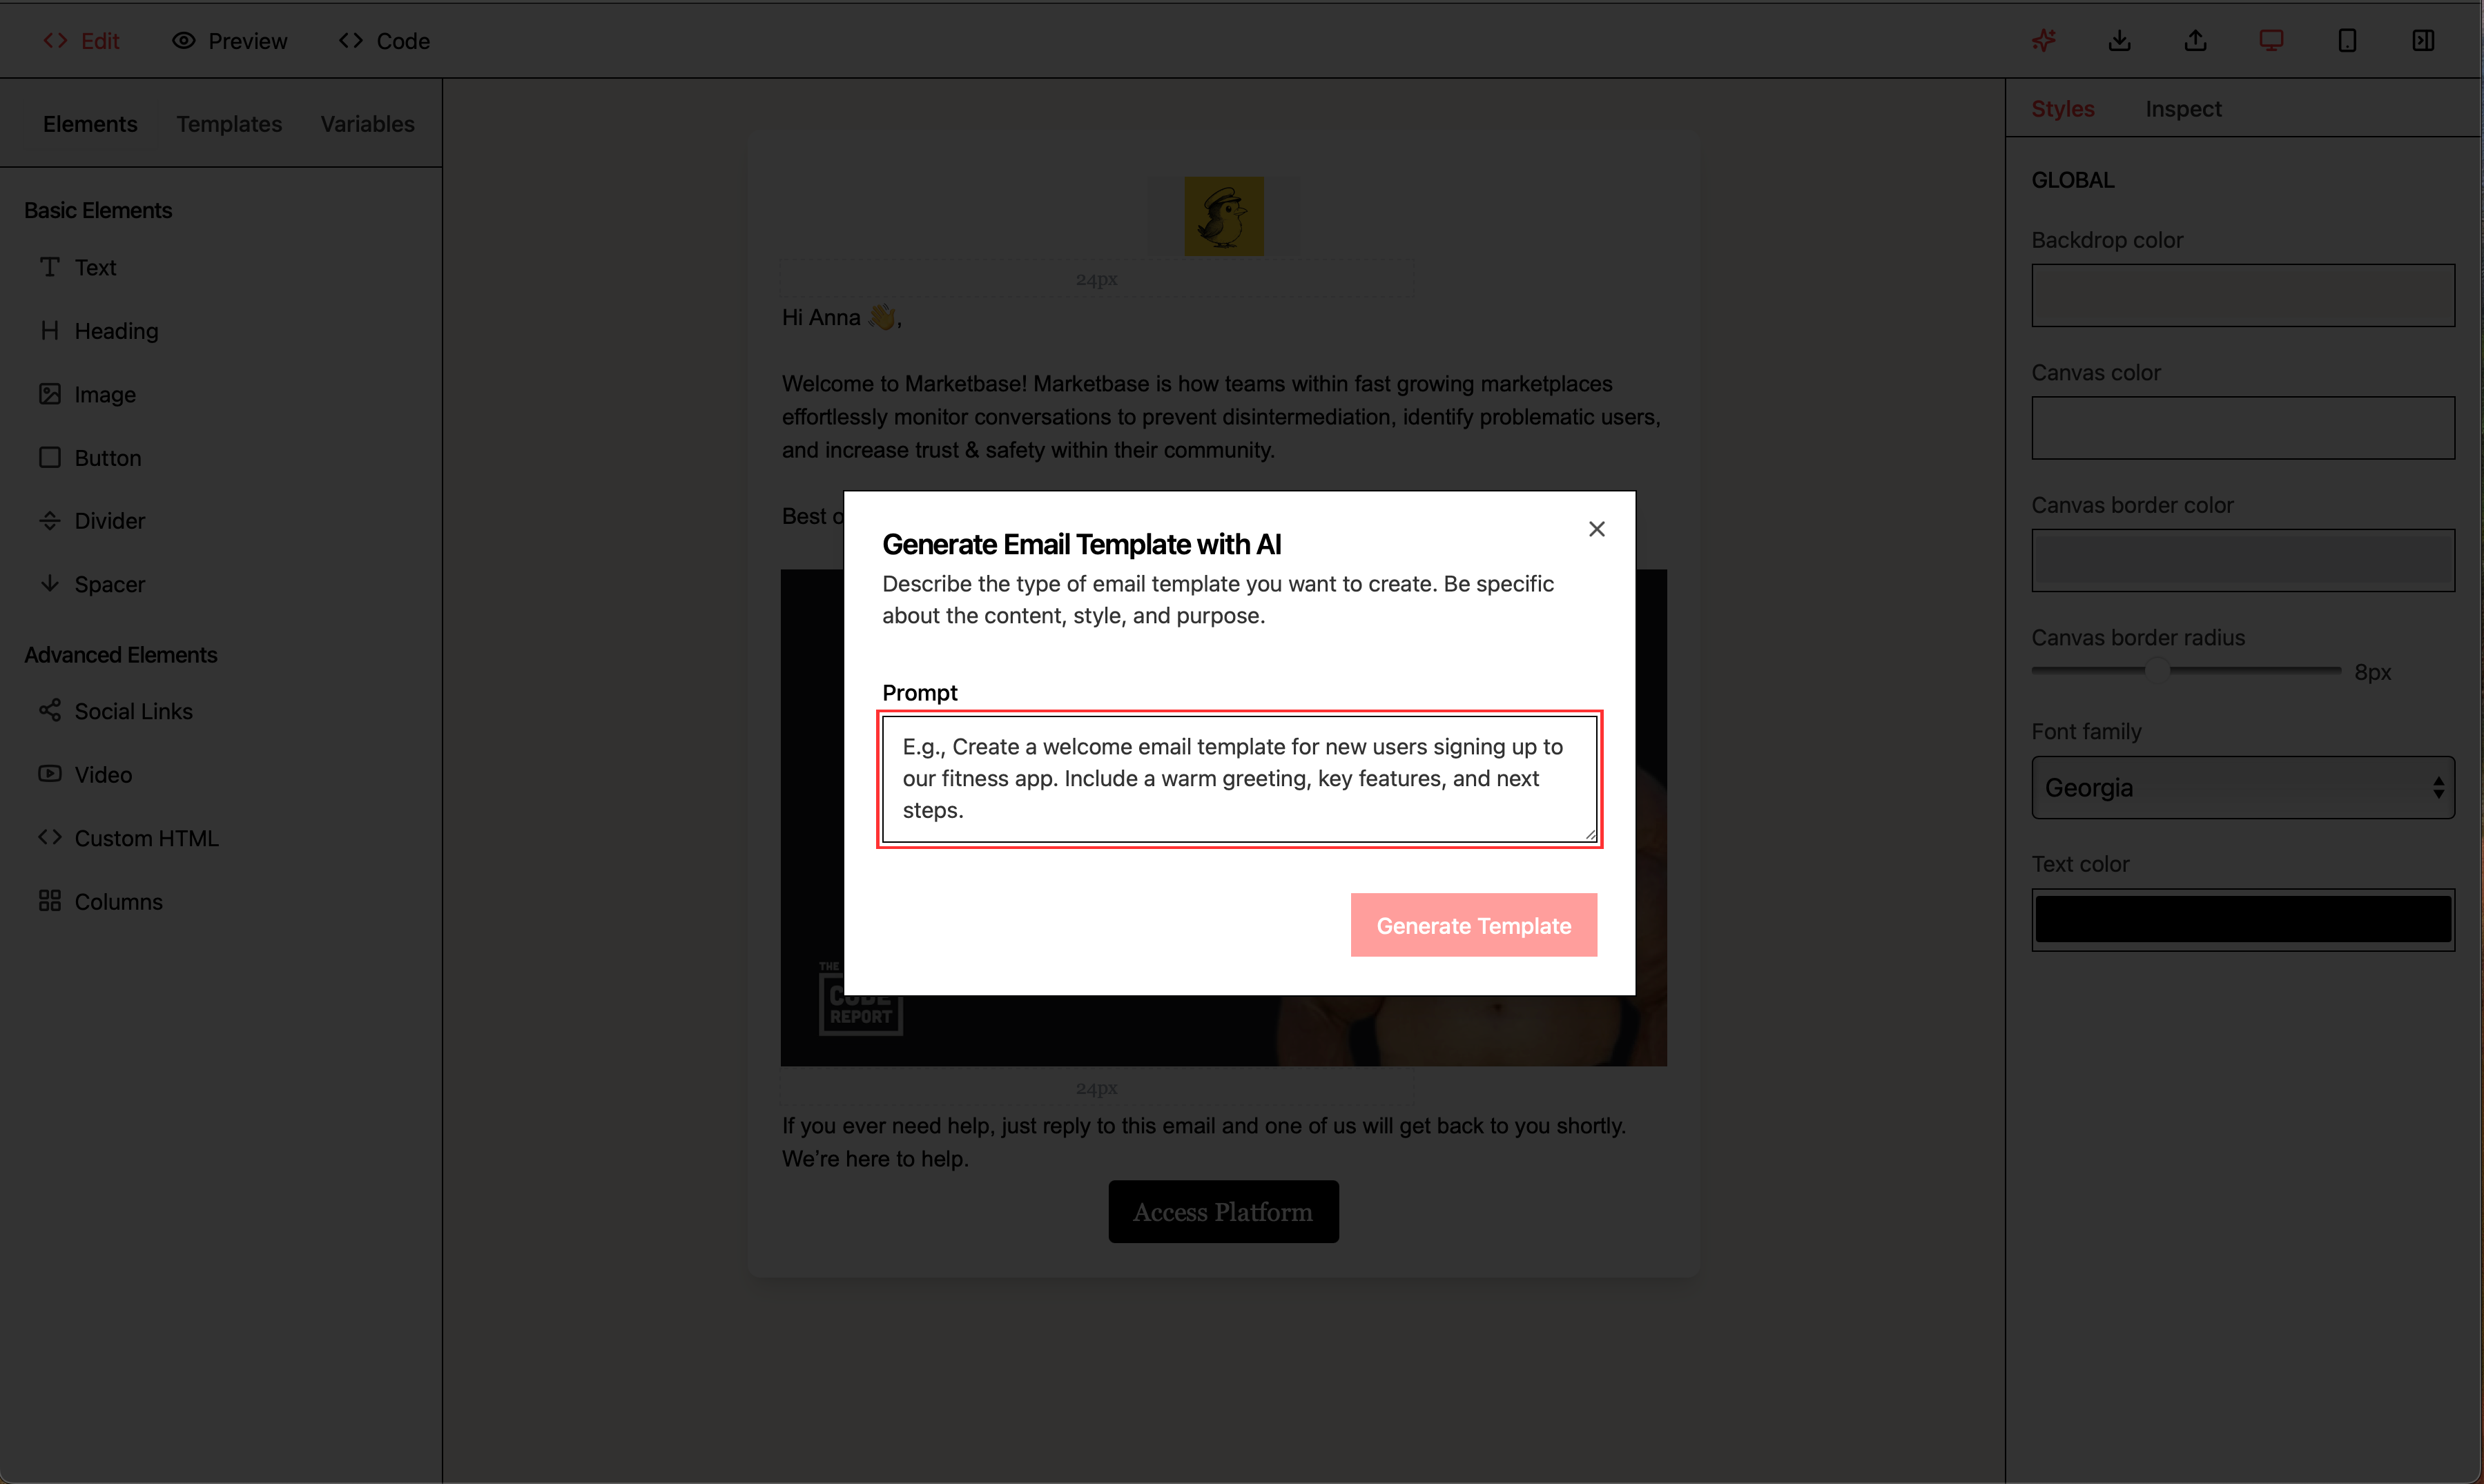 Edit Preview Code
Elements Templates Variables
Basic Elements
Text
Heading
Image
Button
Divider
Spacer
Advanced Elements
Social Links
Video
Custom HTML
Columns
24px
Hi Anna 👋,
Welcome to Marketbase! Marketbase is how teams within fast growing marketplaces
effortlessly monitor conversations to prevent disintermediation, identify problematic users,
and increase trust & safety within their community.
Best
Generate Email Template with AI
Describe the type of email template you want to create. Be specific
about the content, style, and purpose.
Prompt
E.g., Create a welcome email template for new users signing up to
our fitness app. Include a warm greeting, key features, and next
steps.
Generate Template
THE
CODE
REPORT
24px
If you ever need help, just reply to this email and one of us will get back to you shortly.
We're here to help.
Access Platform
Styles Inspect
GLOBAL
Backdrop color
Canvas color
Canvas border color
Canvas border radius
8px
Font family
Georgia
Text color